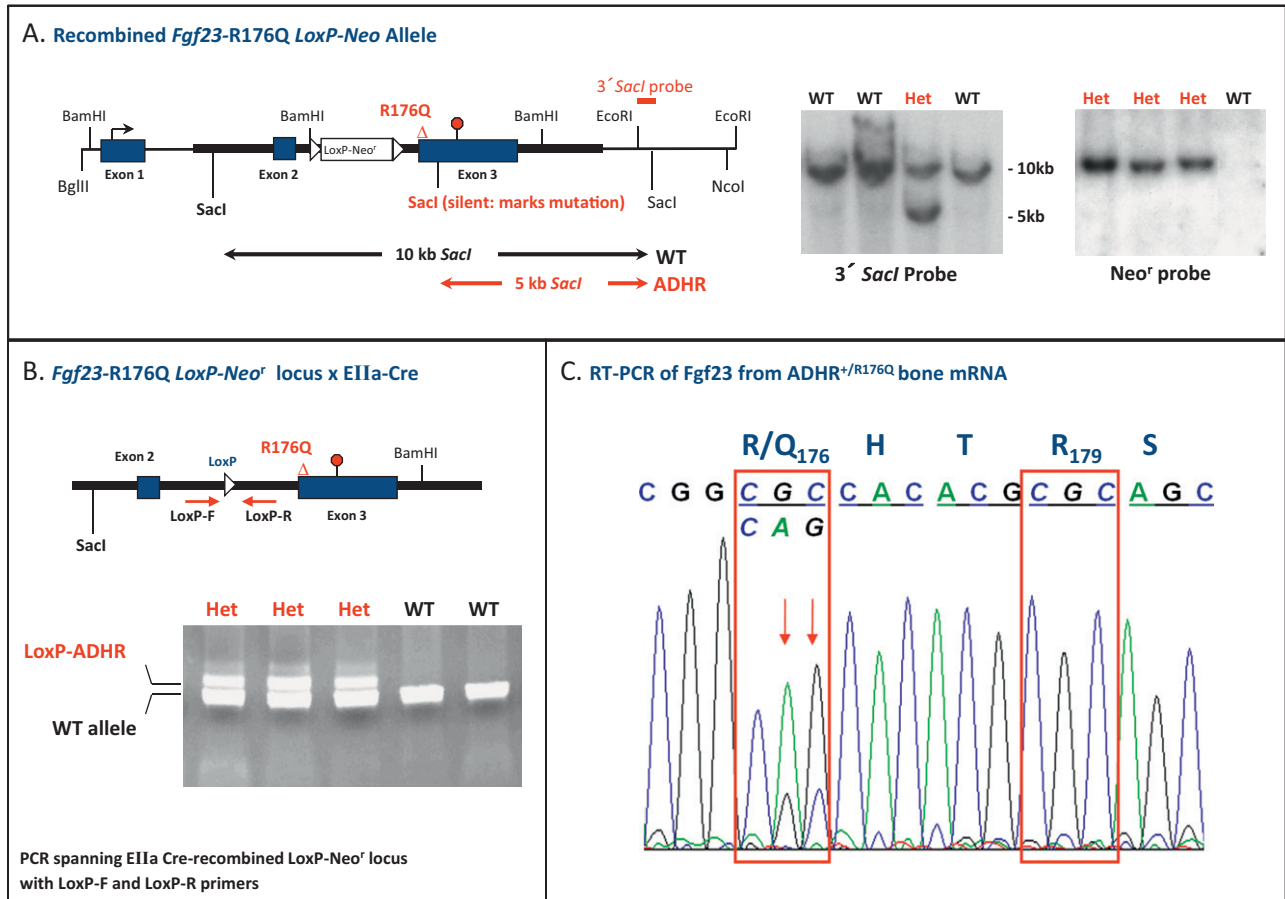 A. Recombined Fgf23-R176Q LoxP-Neo Allele
3´ SacI probe
BamHI
BamHI
R176Q
Δ
BamHI
EcoRI
EcoRI
LoxP-Neoʳ
Exon 1
Exon 2
Exon 3
BglII
SacI
SacI (silent: marks mutation)
SacI
NcoI
10 kb SacI
WT
5 kb SacI
ADHR
WT WT Het WT
- 10kb
- 5kb
3´ SacI Probe
Het Het Het WT
Neoʳ probe
B. Fgf23-R176Q LoxP-Neoʳ locus x EIIa-Cre
Exon 2
LoxP
R176Q
Δ
BamHI
LoxP-F
LoxP-R
Exon 3
SacI
Het Het Het WT WT
LoxP-ADHR
WT allele
PCR spanning EIIa Cre-recombined LoxP-Neoʳ locus
with LoxP-F and LoxP-R primers
C. RT-PCR of Fgf23 from ADHR+/R176Q bone mRNA
R/Q176 H T R179 S
C G G C G C C A C A C G C G C A G C
C A G